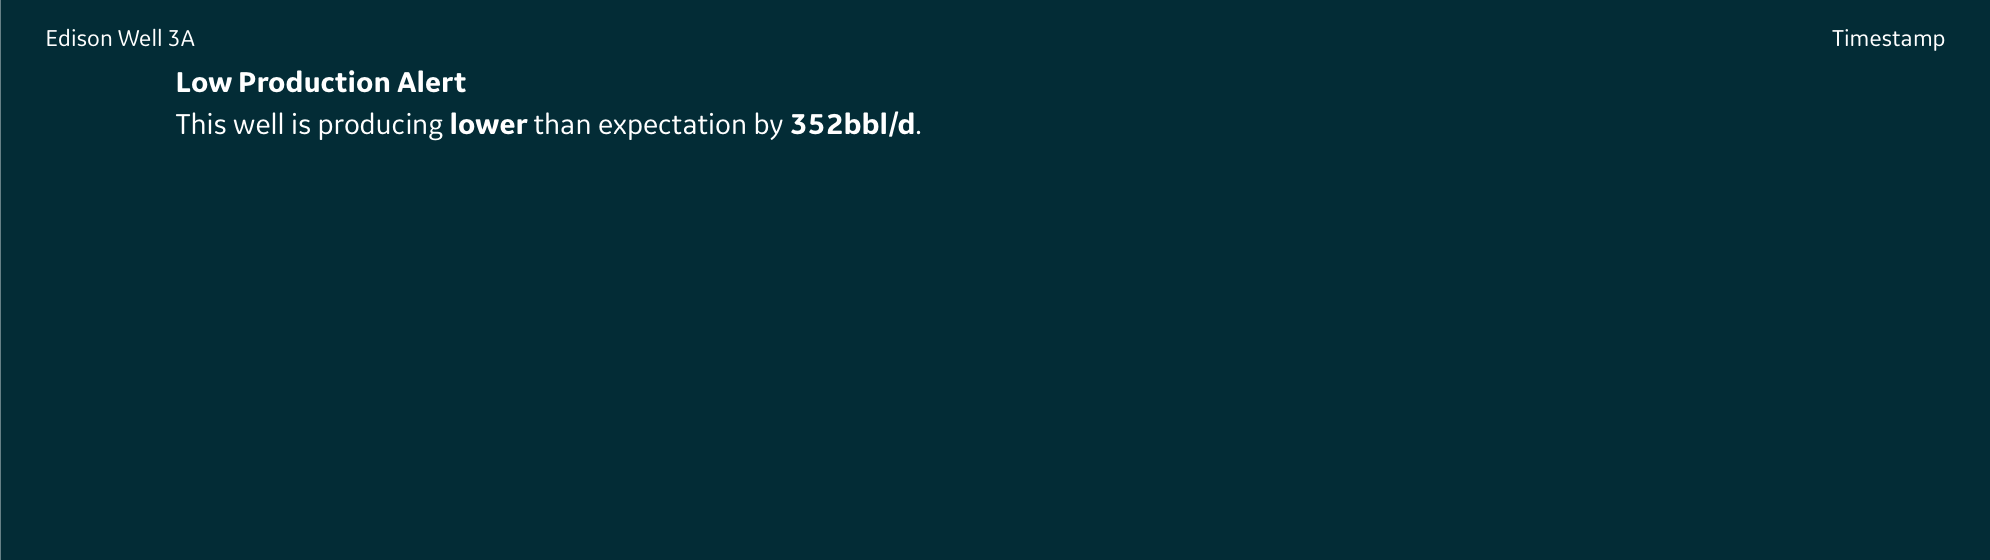 Edison Well 3A
Timestamp
Low Production Alert
This well is producing lower than expectation by 352bbl/d.